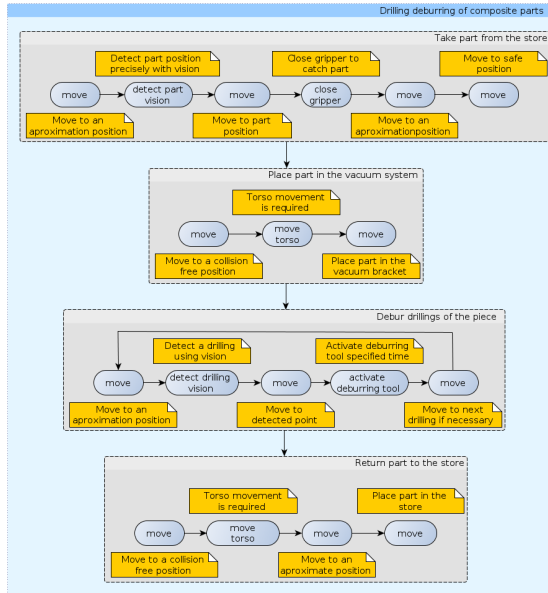 Drilling deburring of composite parts
Take part from the store
Detect part position
precisely with vision
Close gripper to
catch part
Move to safe
position
move
detect part
vision
move
close
gripper
move
move
Move to an
aproximation position
Move to part
position
Move to an
aproximationposition
Place part in the vacuum system
Torso movement
is required
move
move
torso
move
Move to a collision
free position
Place part in the
vacuum bracket
Debur drillings of the piece
Detect a drilling
using vision
Activate deburring
tool specified time
move
detect drilling
vision
move
activate
deburring tool
move
Move to an
aproximation position
Move to
detected point
Move to next
drilling if necessary
Return part to the store
Torso movement
is required
Place part in the
store
move
move
torso
move
move
Move to a collision
free position
Move to an
aproximate position